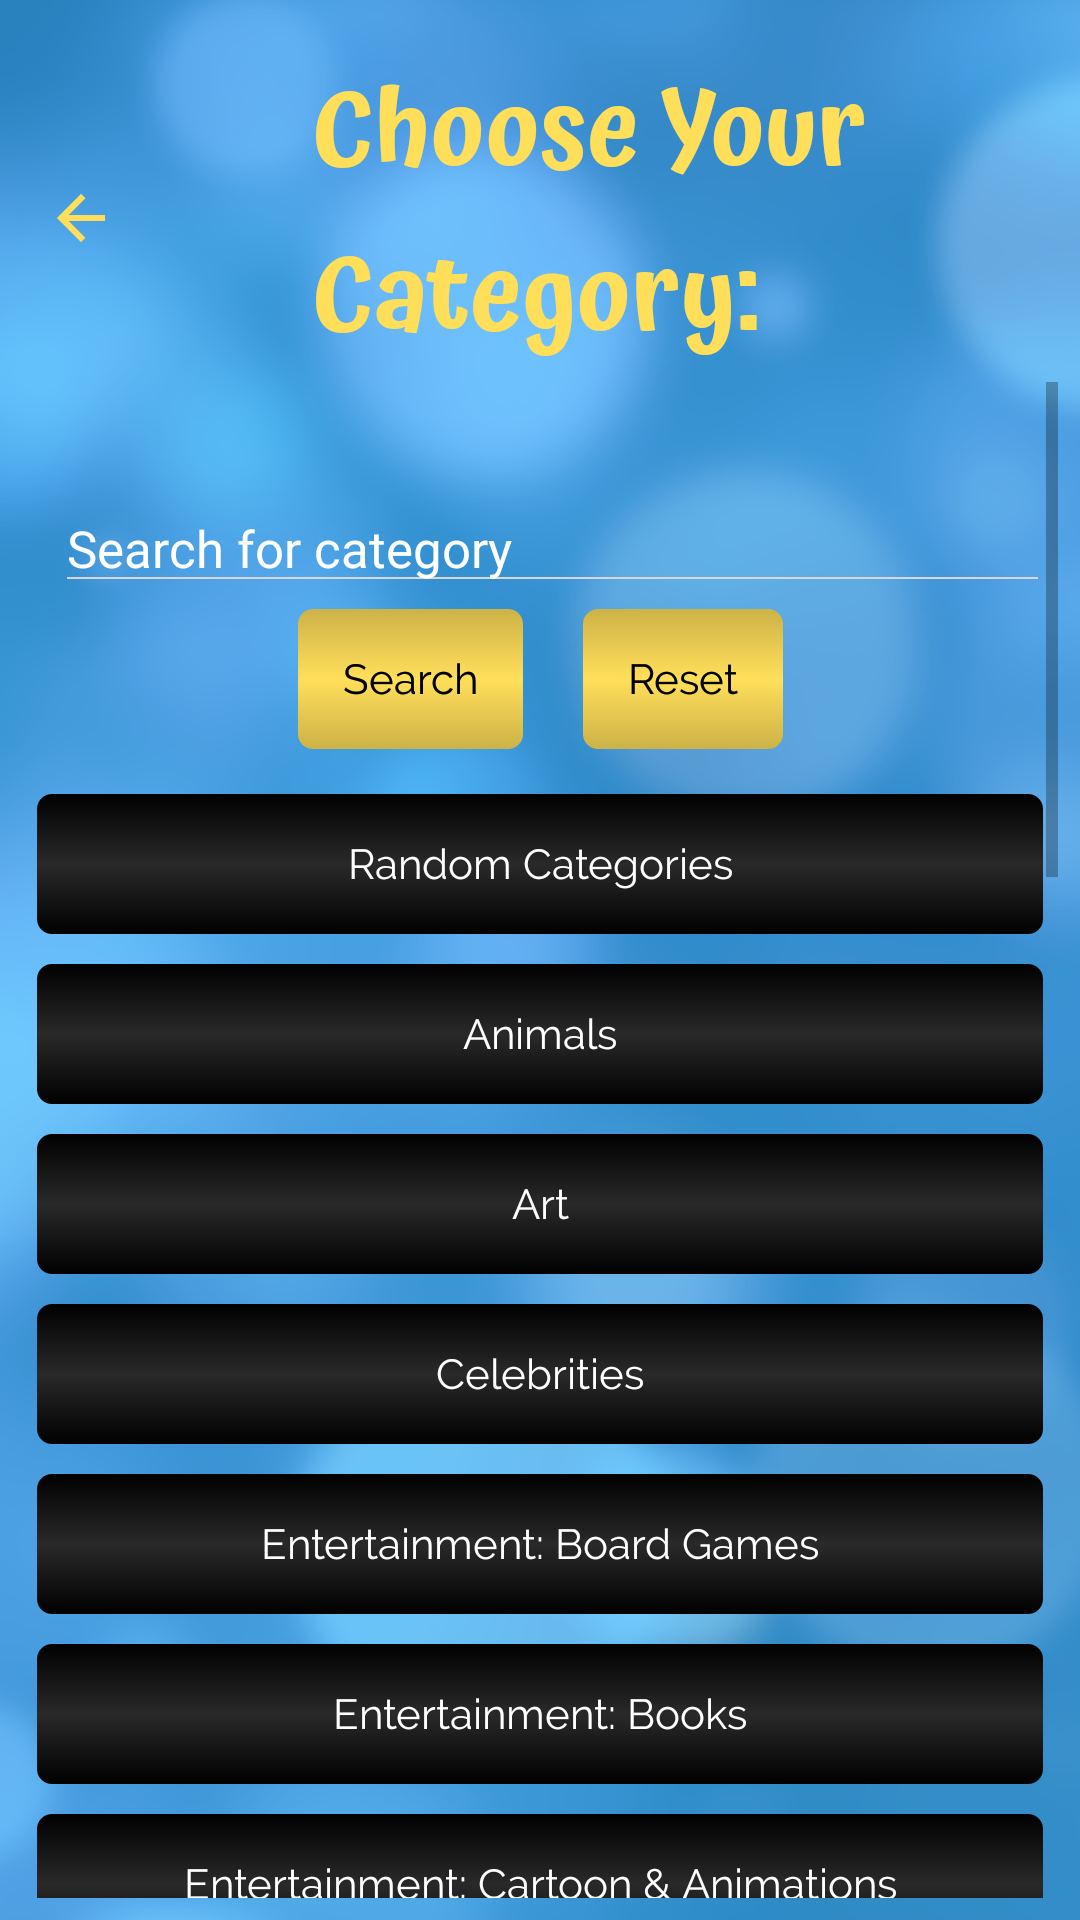 Choose Your
Category:
Search for category
Search
Reset
Random Categories
Animals
Art
Celebrities
Entertainment: Board Games
Entertainment: Books
Entertainment: Cartoon & Animations